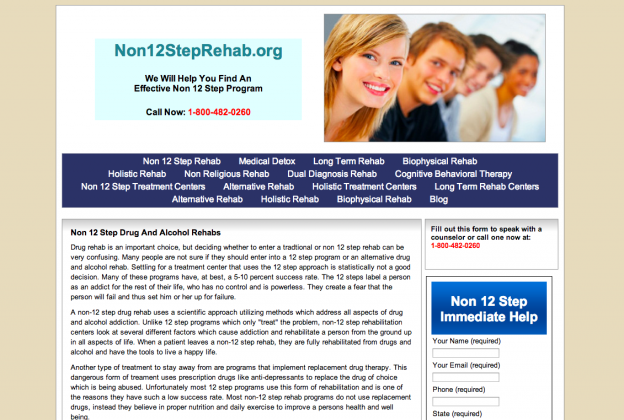 Non12StepRehab.org
We Will Help You Find An
Effective Non 12 Step Program
Call Now: 1-800-482-0260
Non 12 Step Rehab Medical Detox Long Term Rehab Biophysical Rehab
Holistic Rehab Non Religious Rehab Dual Diagnosis Rehab Cognitive Behavioral Therapy
Non 12 Step Treatment Centers Alternative Rehab Holistic Treatment Centers Long Term Rehab Centers
Alternative Rehab Holistic Rehab Biophysical Rehab Blog
Non 12 Step Drug And Alcohol Rehabs
Drug rehab is an important choice, but deciding whether to enter a tradtional or non 12 step rehab can be
very confusing. Many people are not sure if they should enter into a 12 step program or an alternative drug
and alcohol rehab. Settling for a treatment center that uses the 12 step approach is statistically not a good
decision. Many of these programs have, at best, a 5-10 percent success rate. The 12 steps label a person
as an addict for the rest of their life, who has no control and is powerless. They create a fear that the
person will fail and thus set him or her up for failure.
A non-12 step drug rehab uses a scientific approach utilizing methods which address all aspects of drug
and alcohol addiction. Unlike 12 step programs which only "treat" the problem, non-12 step rehabilitation
centers look at several different factors which cause addiction and rehabilitate a person from the ground up
in all aspects of life. When a patient leaves a non-12 step rehab, they are fully rehabilitated from drugs and
alcohol and have the tools to live a happy life.
Another type of treatment to stay away from are programs that implement replacement drug therapy. This
dangerous form of treament uses prescription drugs like anti-depressants to replace the drug of choice
which is being abused. Unfortunately most 12 step programs use this form of rehabilitation and is one of
the reasons they have such a low success rate. Most non-12 step rehab programs do not use replacement
drugs, instead they believe in proper nutrition and daily exercise to improve a persons health and well
being.
Fill out this form to speak with a
counselor or call one now at:
1-800-482-0260
Non 12 Step
Immediate Help
Your Name (required)
Your Email (required)
Phone (required)
State (required)